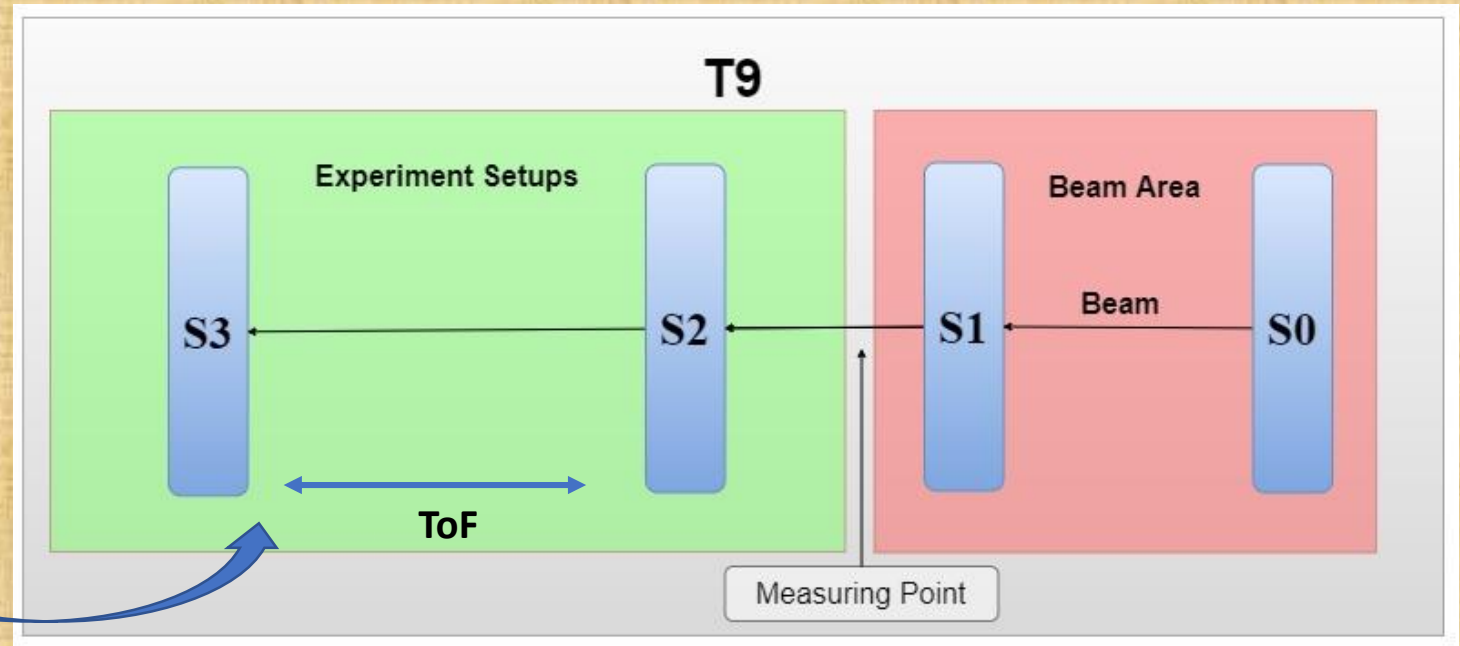 T9
Experiment Setups
Beam Area
Beam
S3
S2
S1
S0
ToF
Measuring Point